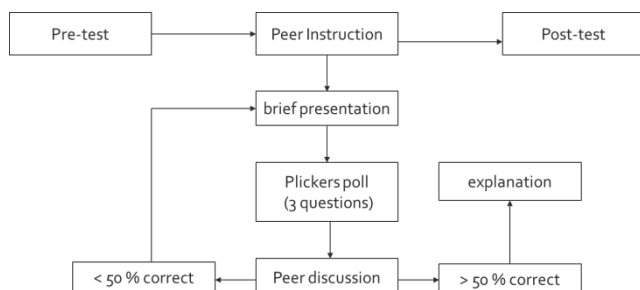 Pre-test
Peer Instruction
Post-test
brief presentation
Plickers poll
(3 questions)
explanation
< 50 % correct
Peer discussion
> 50 % correct